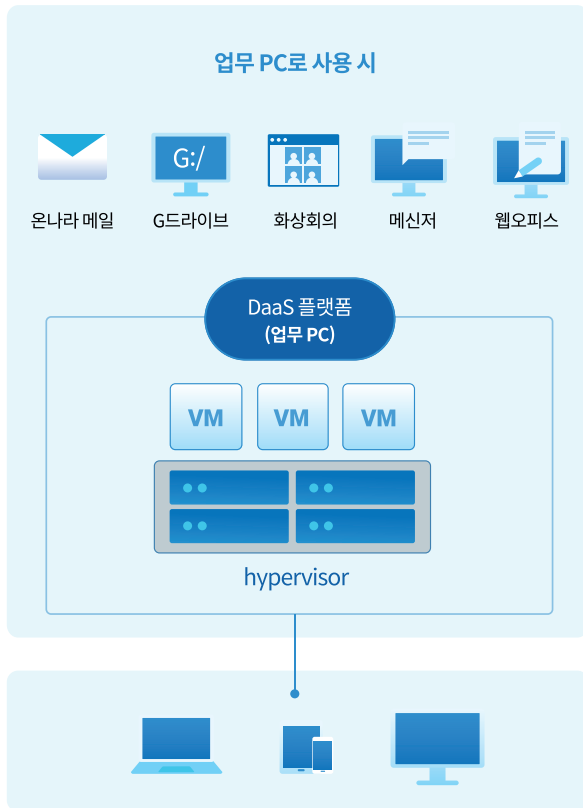 업무 PC로 사용 시
G:/
온나라 메일
G드라이브
화상회의
메신저
웹오피스
DaaS 플랫폼
(업무 PC)
VM
VM
VM
hypervisor